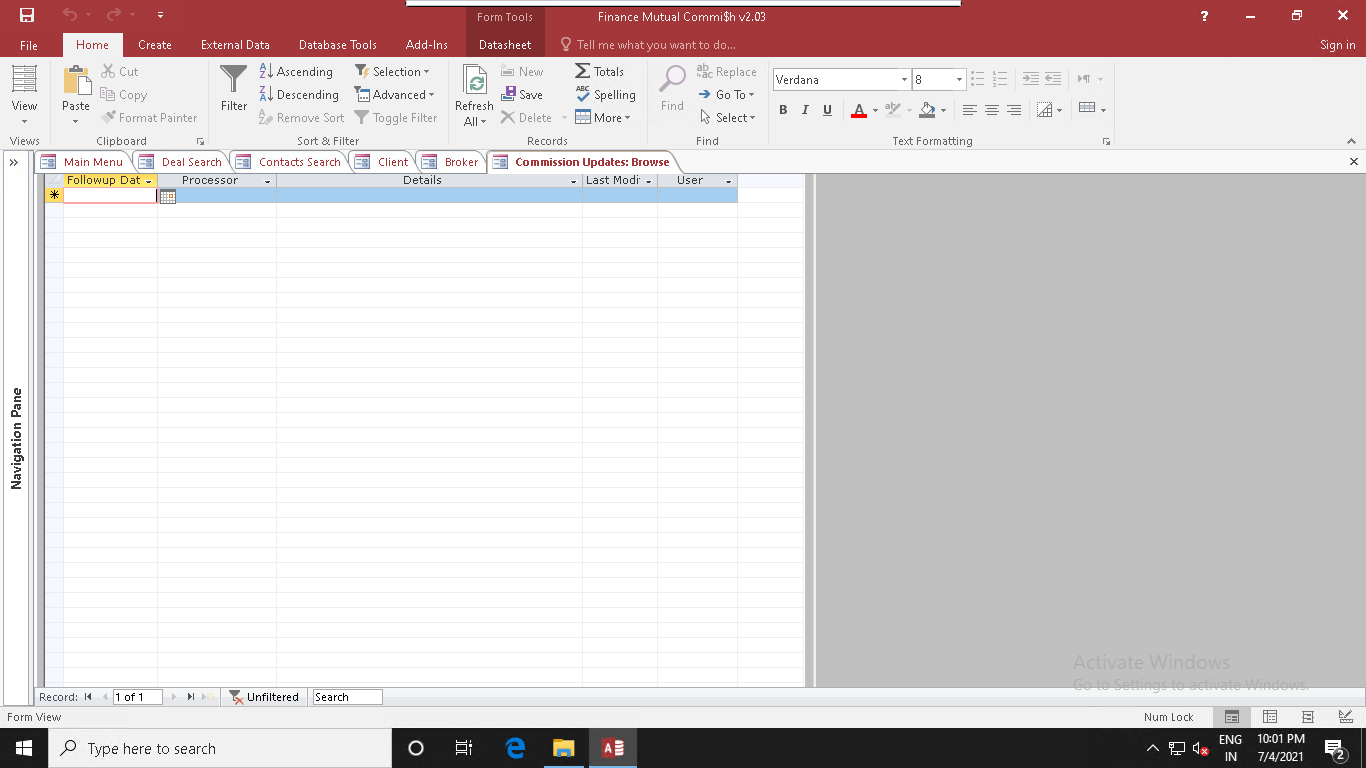 Form Tools
Finance Mutual Commi$h v2.03
?
File
Home
Create
External Data
Database Tools
Add-Ins
Datasheet
Tell me what you want to do...
Sign in
View
Views
Paste
Cut
Copy
Format Painter
Clipboard
Filter
Ascending
Descending
Remove Sort
Selection
Advanced
Toggle Filter
Sort & Filter
Refresh
All
New
Save
Delete
Totals
Spelling
More
Records
Find
Replace
Go To
Select
Find
Verdana
8
B I U
Text Formatting
Main Menu
Deal Search
Contacts Search
Client
Broker
Commission Updates: Browse
Followup Dat
Processor
Details
Last Modif
User
Navigation Pane
Activate Windows
Go to Settings to activate Windows.
Record:
1 of 1
Unfiltered
Search
Form View
Num Lock
Type here to search
ENG
IN
10:01 PM
7/4/2021
2